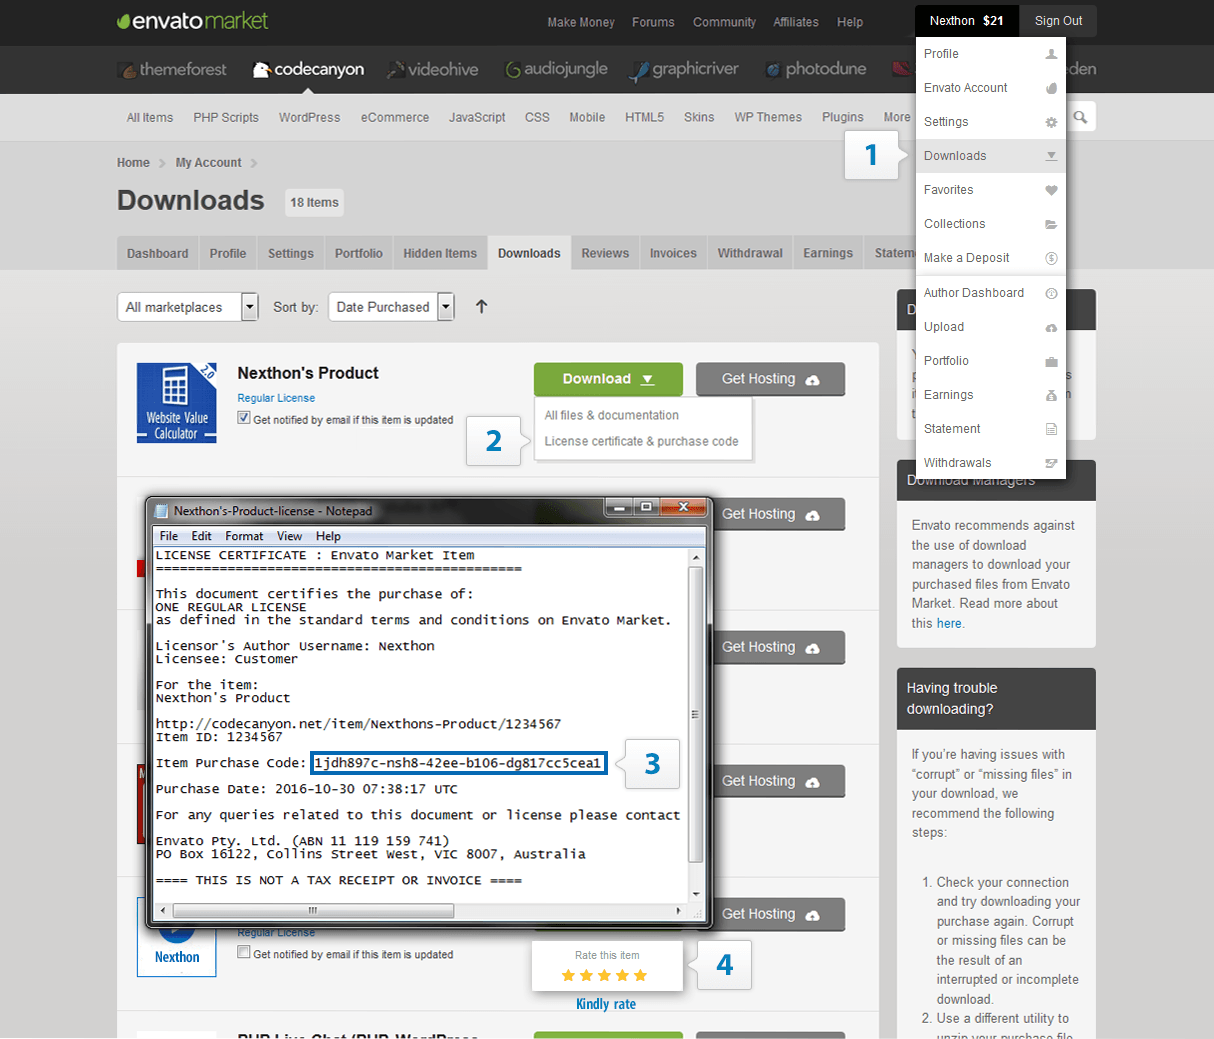 envatomarket
Make Money Forums Community Affiliates Help
Nexthon $21 Sign Out
themeforest codecanyon videohive audiojungle graphicriver photodune
Profile
Envato Account
Settings
Downloads
Favorites
Collections
Make a Deposit
Author Dashboard
Upload
Portfolio
Earnings
Statement
Withdrawals
All Items PHP Scripts WordPress eCommerce JavaScript CSS Mobile HTML5 Skins WP Themes Plugins More
1
Home My Account
Downloads 18 Items
Dashboard Profile Settings Portfolio Hidden Items Downloads Reviews Invoices Withdrawal Earnings
All marketplaces Sort by: Date Purchased
Nexthon's Product
Regular License
Get notified by email if this item is updated
2.0
Website Value
Calculator
Download Get Hosting
All files & documentation
License certificate & purchase code
2
Get Hosting
Nexthon's-Product-license - Notepad
File Edit Format View Help
LICENSE CERTIFICATE : Envato Market Item
==============================================
This document certifies the purchase of:
ONE REGULAR LICENSE
as defined in the standard terms and conditions on Envato Market.
Licensor's Author Username: Nexthon
Licensee: Customer
For the item:
Nexthon's Product
http://codecanyon.net/item/Nexthons-Product/1234567
Item ID: 1234567
Item Purchase Code: 1jdh897c-nsh8-42ee-b106-dg817cc5cea1
3
Purchase Date: 2016-10-30 07:38:17 UTC
For any queries related to this document or license please contact
Envato Pty. Ltd. (ABN 11 119 159 741)
PO Box 16122, Collins Street West, VIC 8007, Australia
==== THIS IS NOT A TAX RECEIPT OR INVOICE ====
Get Hosting
Get Hosting
Get Hosting
Regular License
Get notified by email if this item is updated
Nexthon
Rate this item
4
Kindly rate
PHP Live Chat (PHP, WordPress
Download Managers
Envato recommends against
the use of download
managers to download your
purchased files from Envato
Market. Read more about
this here.
Having trouble
downloading?
If you’re having issues with
“corrupt” or “missing files” in
your download, we
recommend the following
steps:
1. Check your connection
and try downloading your
purchase again. Corrupt
or missing files can be
the result of an
interrupted or incomplete
download.
2. Use a different utility to
unzip your purchase file